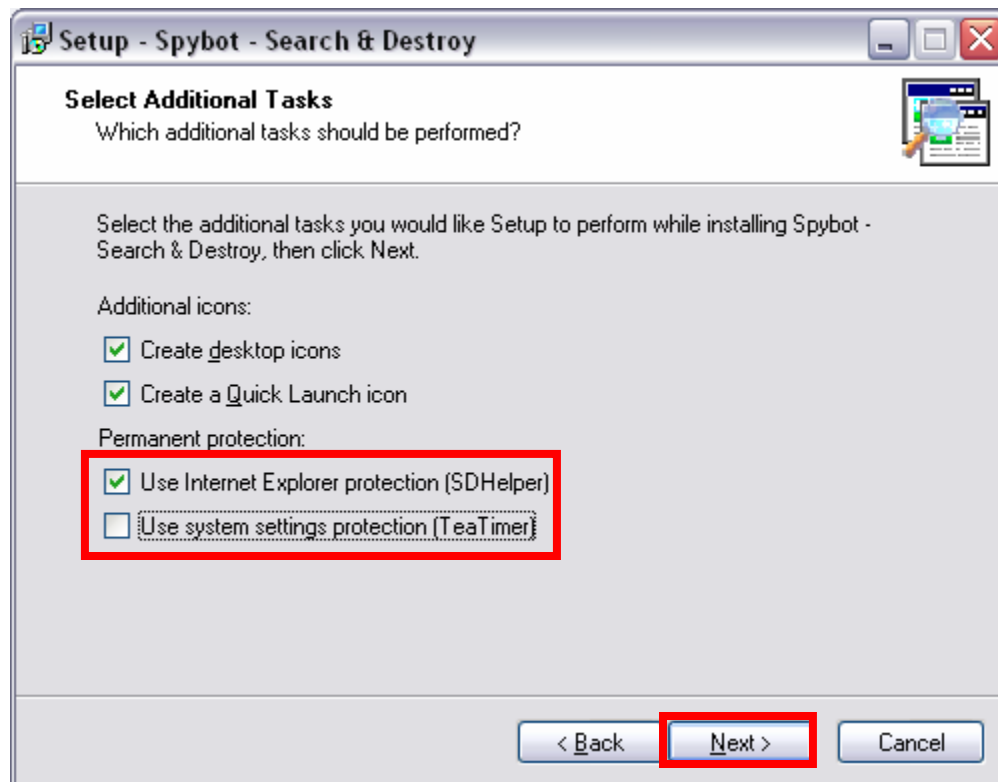 Setup - Spybot - Search & Destroy
Select Additional Tasks
Which additional tasks should be performed?
Select the additional tasks you would like Setup to perform while installing Spybot -
Search & Destroy, then click Next.
Additional icons:
Create desktop icons
Create a Quick Launch icon
Permanent protection:
Use Internet Explorer protection (SDHelper)
Use system settings protection (TeaTimer)
< Back Next > Cancel